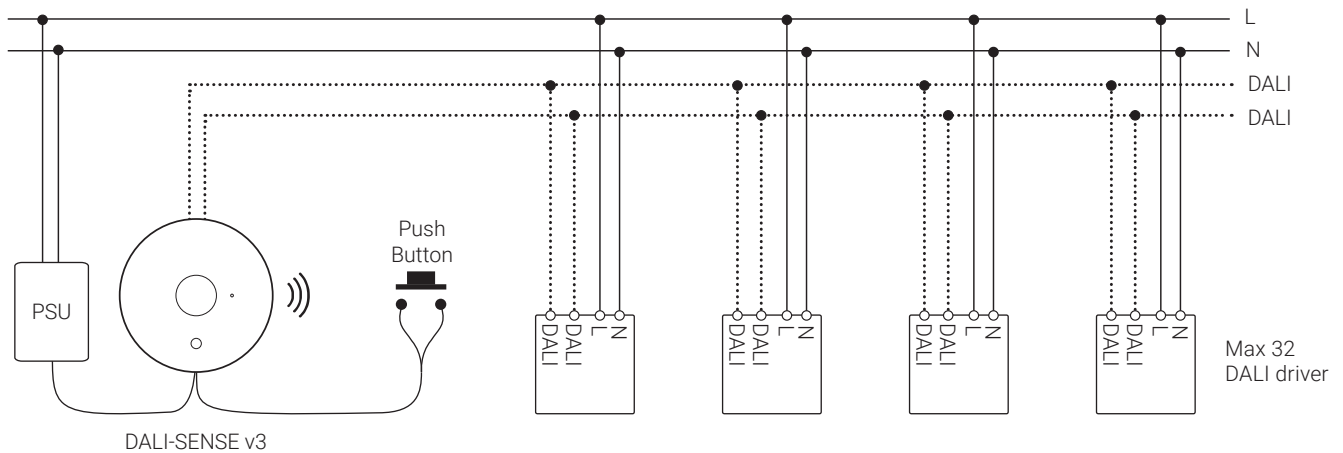 L
N
DALI
DALI
Push
Button
PSU
DALI
DALI
L
N
DALI
DALI
L
N
DALI
DALI
L
N
DALI
DALI
L
N
Max 32
DALI driver
DALI-SENSE v3